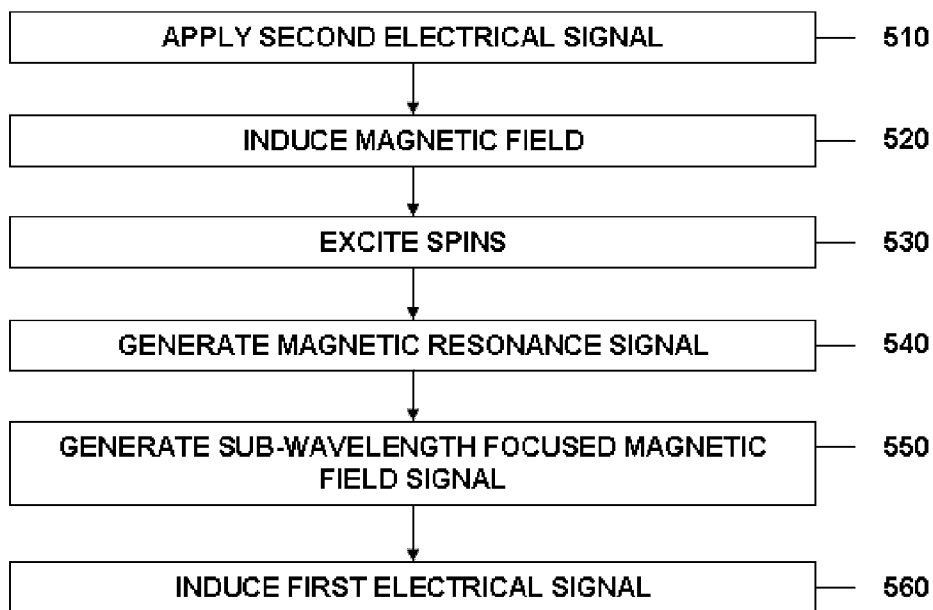 APPLY SECOND ELECTRICAL SIGNAL 510
INDUCE MAGNETIC FIELD 520
EXCITE SPINS 530
GENERATE MAGNETIC RESONANCE SIGNAL 540
GENERATE SUB-WAVELENGTH FOCUSED MAGNETIC 550
FIELD SIGNAL
INDUCE FIRST ELECTRICAL SIGNAL 560